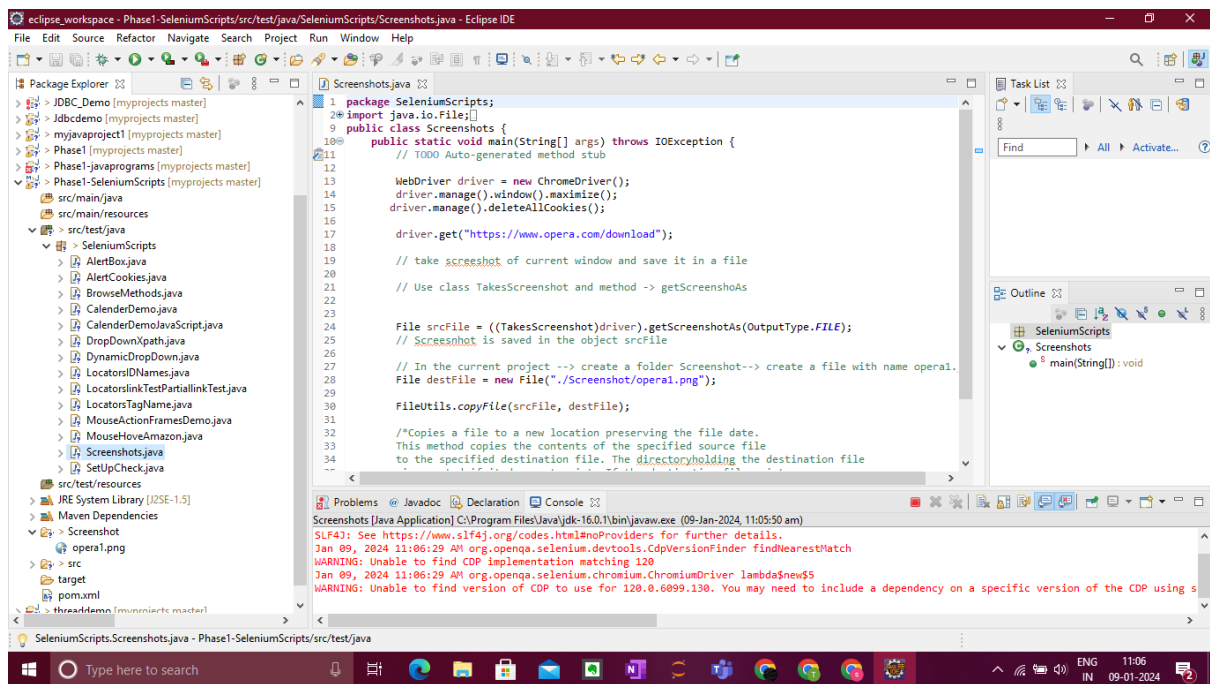 eclipse_workspace - Phase1-SeleniumScripts/src/test/java/SeleniumScripts/Screenshots.java - Eclipse IDE
File Edit Source Refactor Navigate Search Project Run Window Help
Package Explorer
> JDBC_Demo [myprojects master]
> Jdbcdemo [myprojects master]
> myjavaproject1 [myprojects master]
> Phase1 [myprojects master]
> Phase1-javaprograms [myprojects master]
> Phase1-SeleniumScripts [myprojects master]
src/main/java
src/main/resources
> src/test/java
> SeleniumScripts
AlertBox.java
AlertCookies.java
BrowseMethods.java
CalenderDemo.java
CalenderDemoJavaScript.java
DropDownXpath.java
DynamicDropDown.java
LocatorsIDNames.java
LocatorslinkTestPartiallinkTest.java
LocatorsTagName.java
MouseActionFramesDemo.java
MouseHoveAmazon.java
Screenshots.java
SetUpCheck.java
src/test/resources
JRE System Library [J2SE-1.5]
Maven Dependencies
> Screenshot
opera1.png
> src
target
pom.xml
> threaddemo [myprojects master]
Screenshots.java
1 package SeleniumScripts;
2 import java.io.File;
9 public class Screenshots {
10 public static void main(String[] args) throws IOException {
11 // TODO Auto-generated method stub
12
13 WebDriver driver = new ChromeDriver();
14 driver.manage().window().maximize();
15 driver.manage().deleteAllCookies();
16
17 driver.get("https://www.opera.com/download");
18
19 // take screeshot of current window and save it in a file
20
21 // Use class TakesScreenshot and method -> getScreenshoAs
22
23
24 File srcFile = ((TakesScreenshot)driver).getScreenshotAs(OutputType.FILE);
25 // Screesnhot is saved in the object srcFile
26
27 // In the current project --> create a folder Screenshot--> create a file with name opera1.
28 File destFile = new File("./Screenshot/opera1.png");
29
30 FileUtils.copyFile(srcFile, destFile);
31
32 /*Copies a file to a new location preserving the file date.
33 This method copies the contents of the specified source file
34 to the specified destination file. The directoryholding the destination file
Task List
Find All Activate...
Outline
SeleniumScripts
Screenshots
main(String[]) : void
Problems @ Javadoc Declaration Console
Screenshots [Java Application] C:\Program Files\Java\jdk-16.0.1\bin\javaw.exe (09-Jan-2024, 11:05:50 am)
SLF4J: See https://www.slf4j.org/codes.html#noProviders for further details.
Jan 09, 2024 11:06:29 AM org.openqa.selenium.devtools.CdpVersionFinder findNearestMatch
WARNING: Unable to find CDP implementation matching 120
Jan 09, 2024 11:06:29 AM org.openqa.selenium.chromium.ChromiumDriver lambda$new$5
WARNING: Unable to find version of CDP to use for 120.0.6099.130. You may need to include a dependency on a specific version of the CDP using s
SeleniumScripts.Screenshots.java - Phase1-SeleniumScripts/src/test/java
Type here to search
ENG
IN
11:06
09-01-2024
2